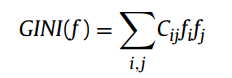 GINI(f) = ∑ C_{ij} f_i f_j
i,j